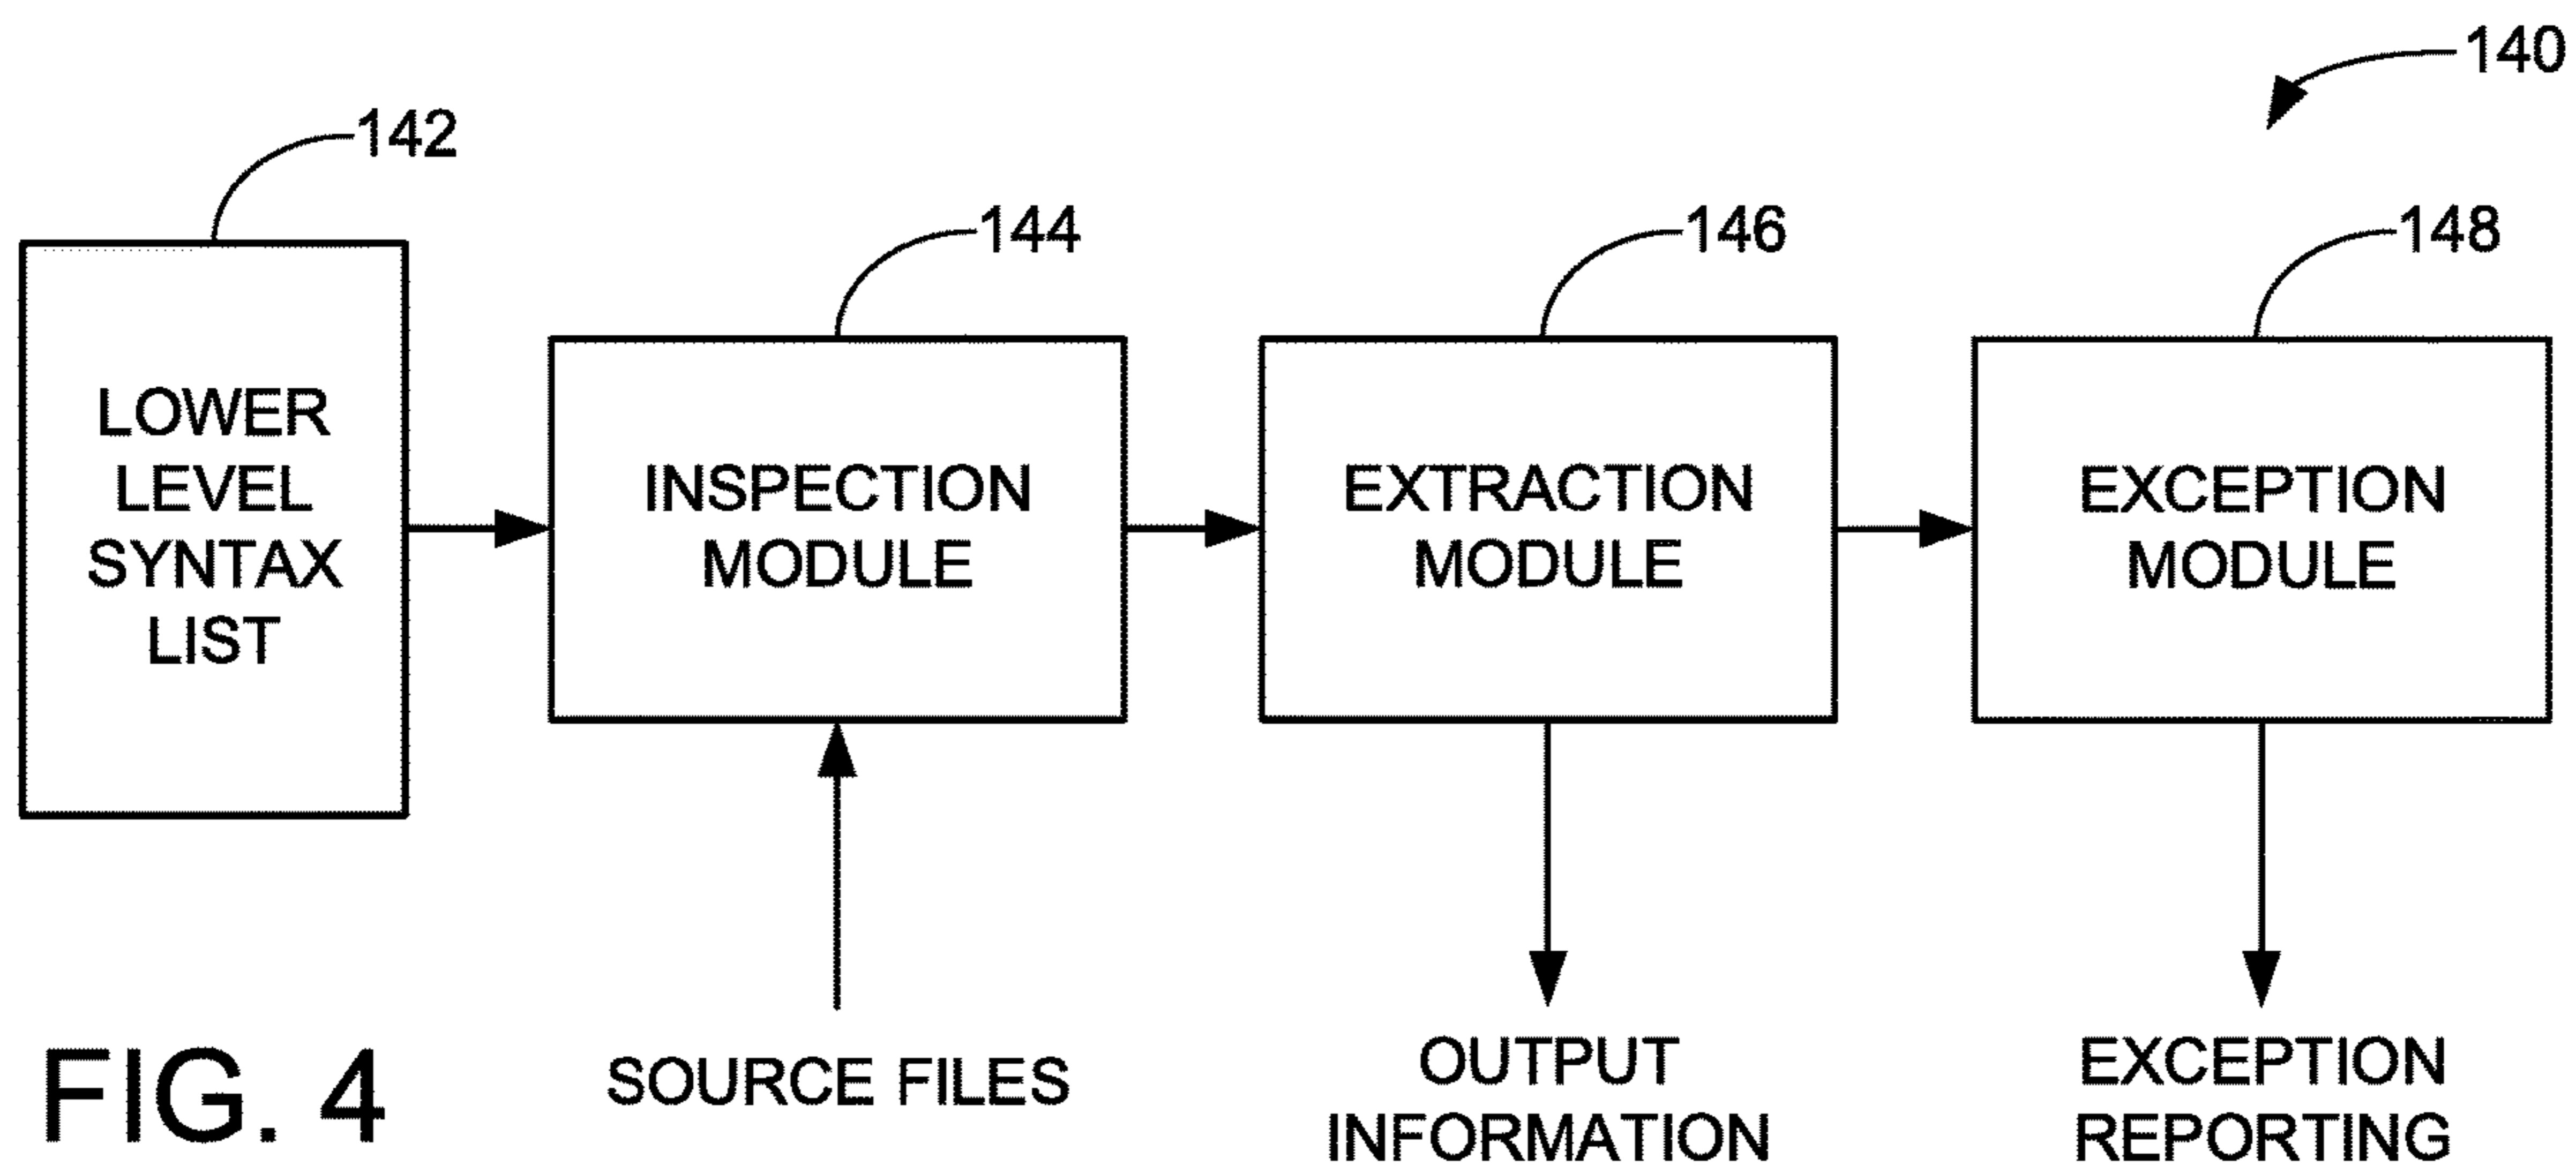 140
142
144
146
148
LOWER
LEVEL
SYNTAX
LIST
INSPECTION
MODULE
EXTRACTION
MODULE
EXCEPTION
MODULE
SOURCE FILES
OUTPUT
INFORMATION
EXCEPTION
REPORTING
FIG. 4